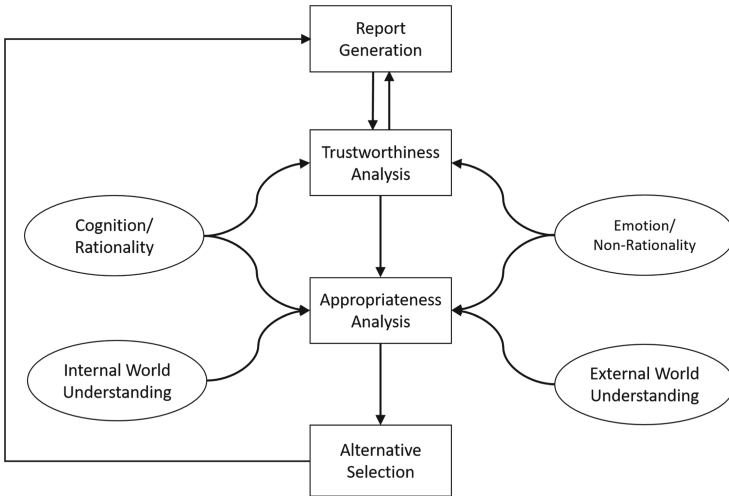 Report
Generation
Trustworthiness
Analysis
Cognition/
Rationality
Emotion/
Non-Rationality
Appropriateness
Analysis
Internal World
Understanding
External World
Understanding
Alternative
Selection